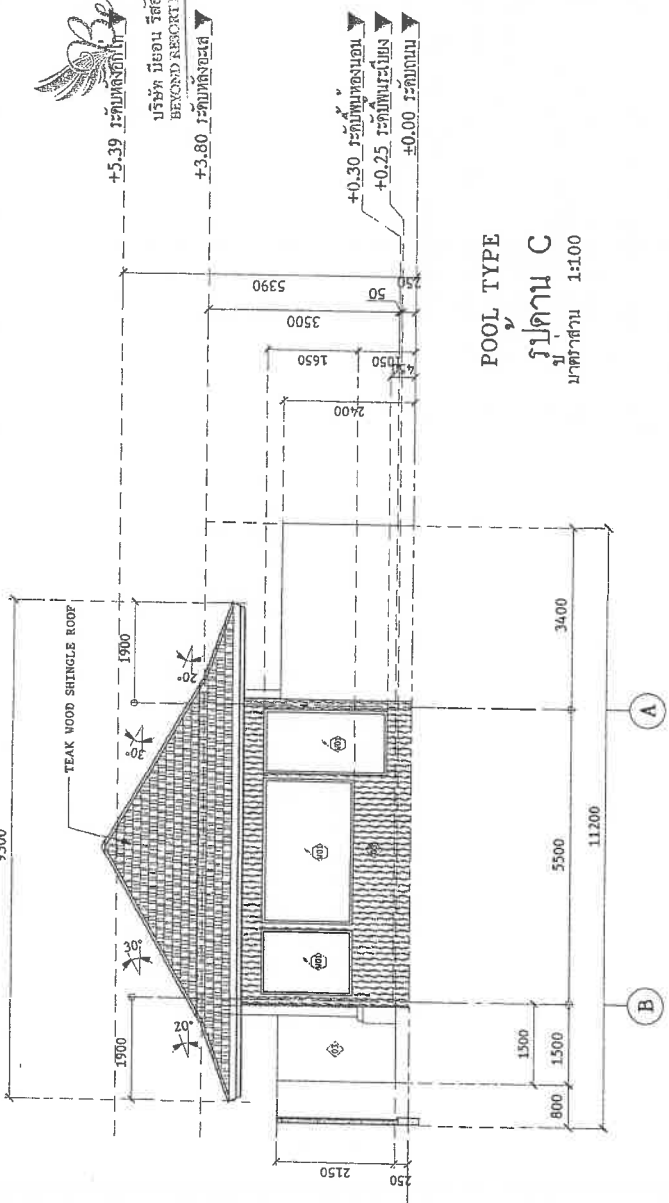 บริษัท บียอน รีสอ
BEYOND RESORT
+5.39 ระดับหลังอกไก่
+3.80 ระดับหลังอะเส
+0.30 ระดับพื้นห้องนอน
+0.25 ระดับพื้นระเบียง
+0.00 ระดับถนน
TEAK WOOD SHINGLE ROOF
1900
1900
20°
30°
30°
20°
5390
3500
50
250
1650
1050
2400
2150
250
1500
800
1500
5500
3400
11200
B
A
POOL TYPE
รูปด้าน C
มาตราส่วน 1:100